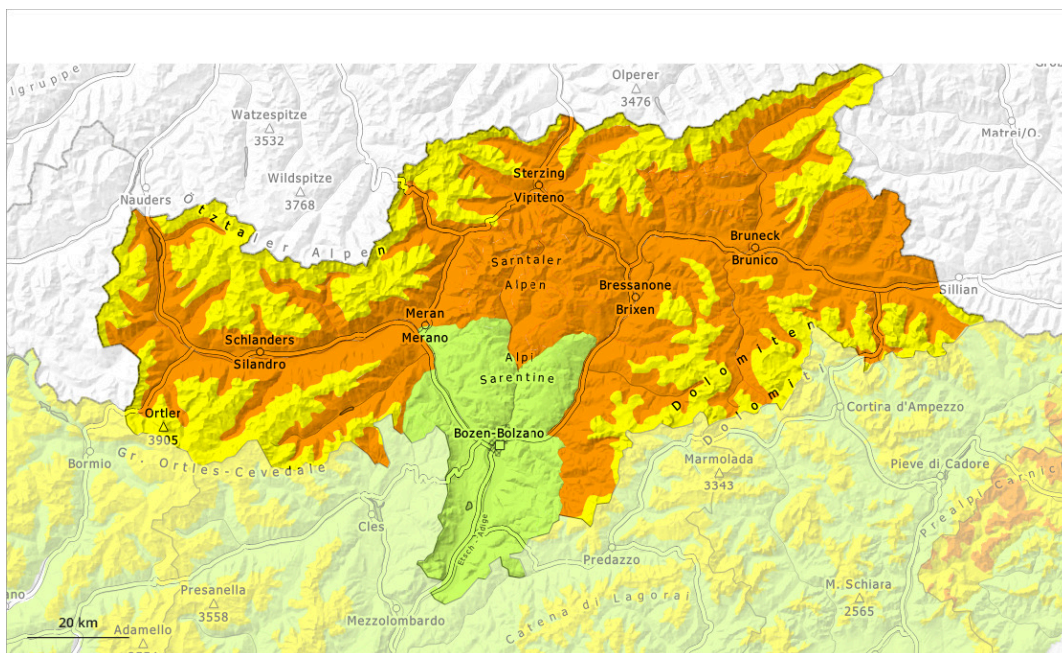 Olperer
3476
lgruppe
Watzespitze
3532
Matrei/O.
Sterzing
Vipiteno
Wildspitze
3768
Nauders
Ötztaler Alpen
Bruneck
Brunico
Sarntaler
Alpen
Sillian
Bressanone
Brixen
Meran
Merano
Schlanders
Silandro
Alpi
Sarentine
Dolomiten
Dolomiti
Ortler
3905
Cortina d'Ampezzo
Bozen-Bolzano
Bormio
Gr. Ortles-Cevedale
Marmolada
3343
Pieve di Cadore
Prealpi Carnic
Cles
Etsch - Adige
Predazzo
M. Schiara
2565
Presanella
3558
ano
Catena di Lagorai
Mezzolombardo
20 km
Adamello